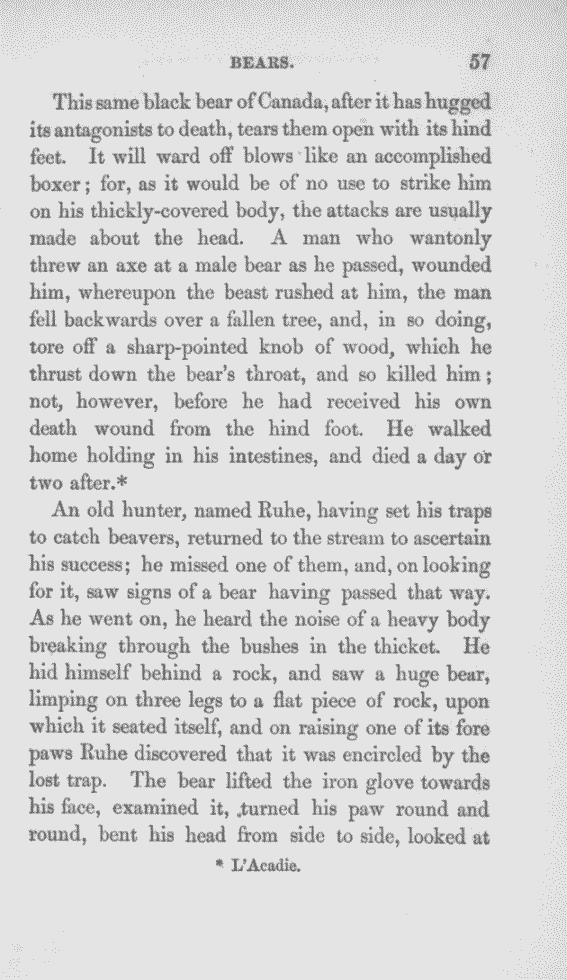 BEARS. 57
This same black bear of Canada, after it has hugged
its antagonists to death, tears them open with its hind
feet. It will ward off blows like an accomplished
boxer; for, as it would be of no use to strike him
on his thickly-covered body, the attacks are usually
made about the head. A man who wantonly
threw an axe at a male bear as he passed, wounded
him, whereupon the beast rushed at him, the man
fell backwards over a fallen tree, and, in so doing,
tore off a sharp-pointed knob of wood, which he
thrust down the bear's throat, and so killed him;
not, however, before he had received his own
death wound from the hind foot. He walked
home holding in his intestines, and died a day or
two after.*
An old hunter, named Ruhe, having set his traps
to catch beavers, returned to the stream to ascertain
his success; he missed one of them, and, on looking
for it, saw signs of a bear having passed that way.
As he went on, he heard the noise of a heavy body
breaking through the bushes in the thicket. He
hid himself behind a rock, and saw a huge bear,
limping on three legs to a flat piece of rock, upon
which it seated itself, and on raising one of its fore
paws Ruhe discovered that it was encircled by the
lost trap. The bear lifted the iron glove towards
his face, examined it, turned his paw round and
round, bent his head from side to side, looked at
* L'Acadie.